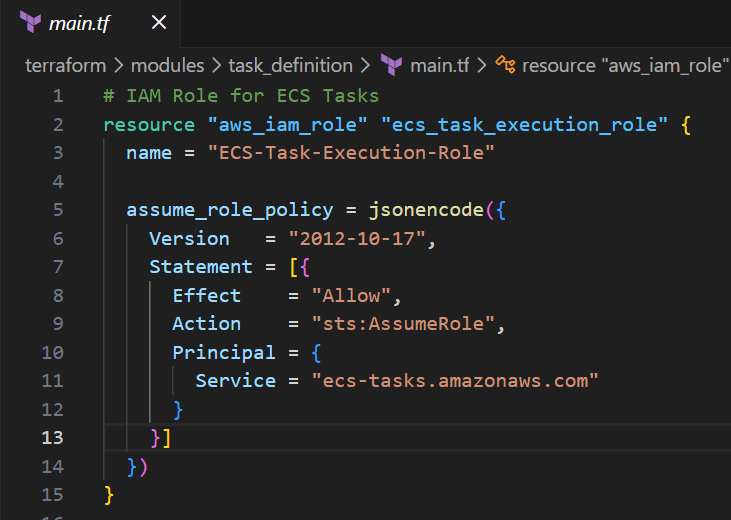 main.tf
terraform > modules > task_definition > main.tf > resource "aws_iam_role"
1 # IAM Role for ECS Tasks
2 resource "aws_iam_role" "ecs_task_execution_role" {
3   name = "ECS-Task-Execution-Role"
4
5   assume_role_policy = jsonencode({
6     Version   = "2012-10-17",
7     Statement = [{
8       Effect    = "Allow",
9       Action    = "sts:AssumeRole",
10       Principal = {
11         Service = "ecs-tasks.amazonaws.com"
12       }
13     }]
14   })
15 }
16